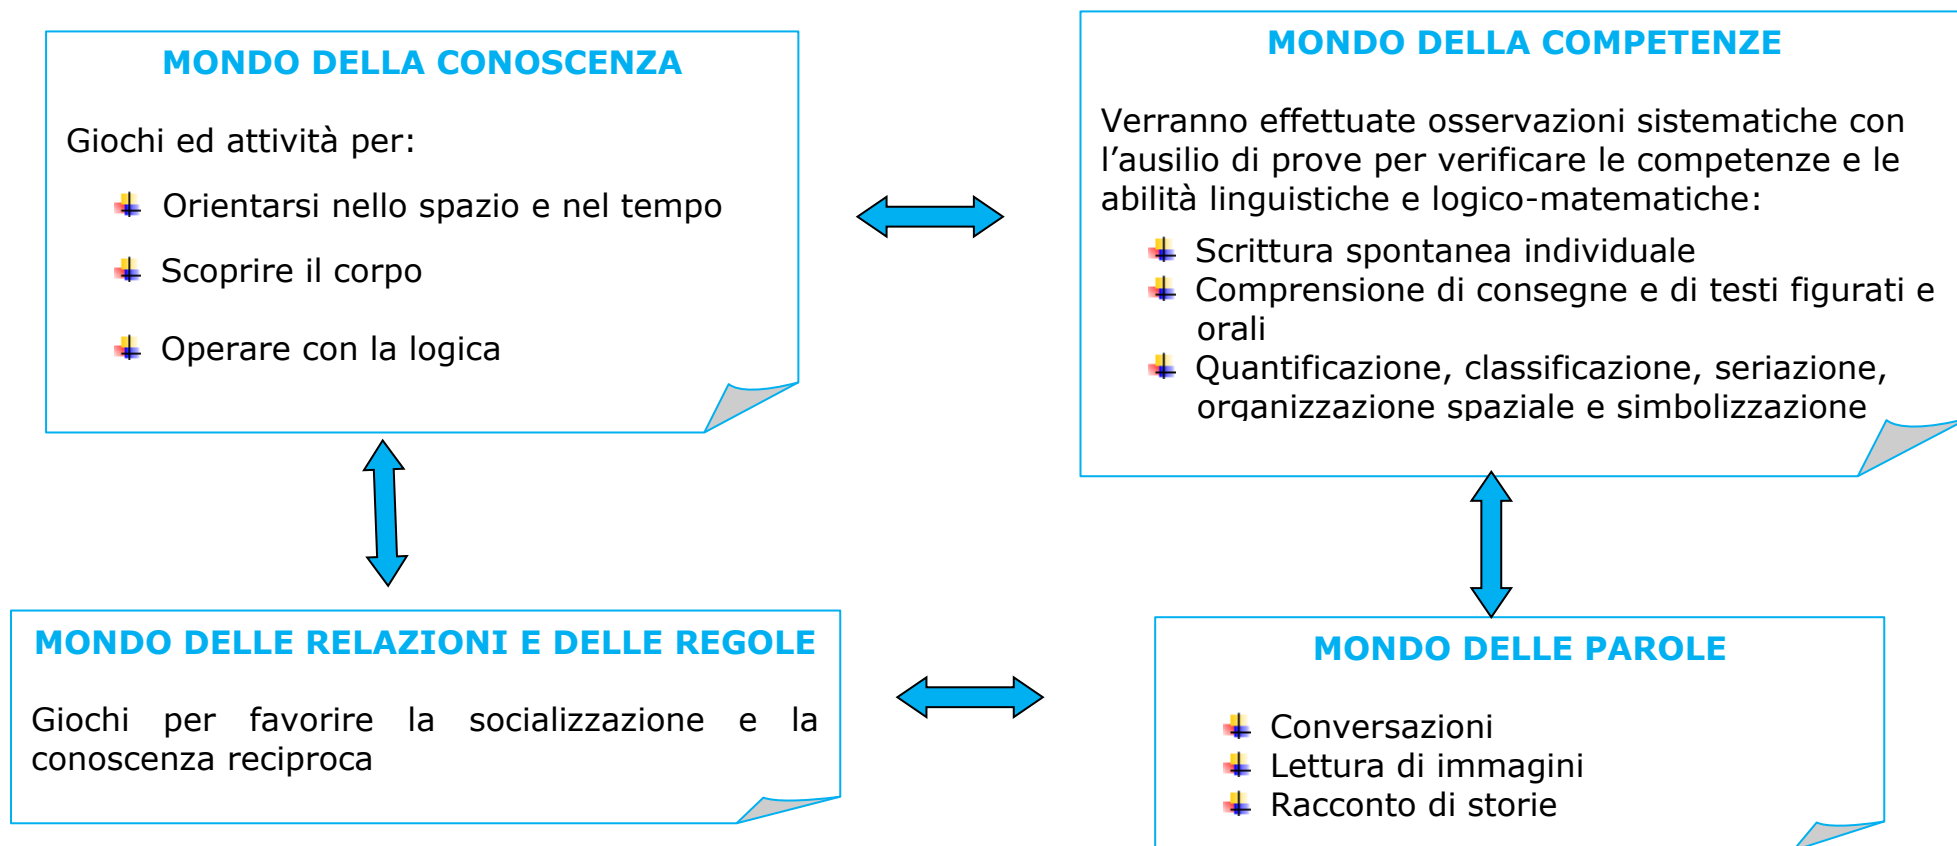 MONDO DELLA CONOSCENZA
Giochi ed attività per:
Orientarsi nello spazio e nel tempo
Scoprire il corpo
Operare con la logica
MONDO DELLA COMPETENZE
Verranno effettuate osservazioni sistematiche con
l’ausilio di prove per verificare le competenze e le
abilità linguistiche e logico-matematiche:
Scrittura spontanea individuale
Comprensione di consegne e di testi figurati e
orali
Quantificazione, classificazione, seriazione,
organizzazione spaziale e simbolizzazione
MONDO DELLE RELAZIONI E DELLE REGOLE
Giochi per favorire la socializzazione e la
conoscenza reciproca
MONDO DELLE PAROLE
Conversazioni
Lettura di immagini
Racconto di storie